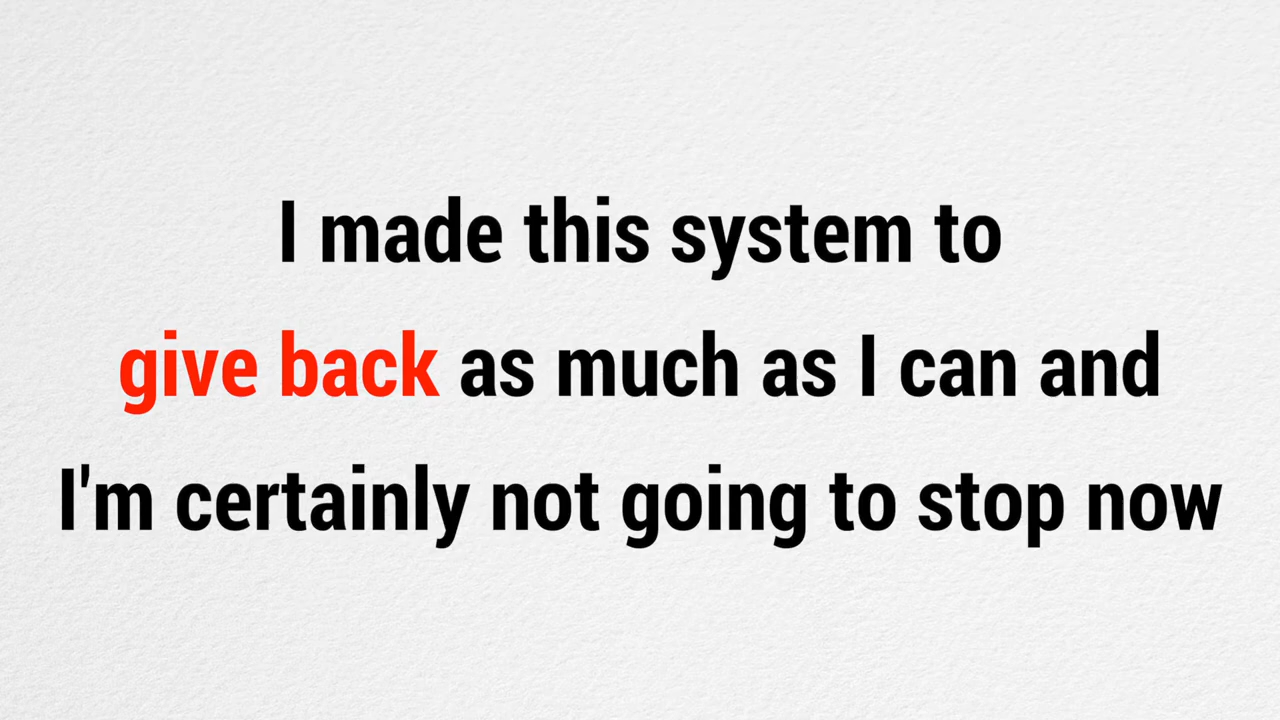 I made this system to
give back as much as I can and
I'm certainly not going to stop now